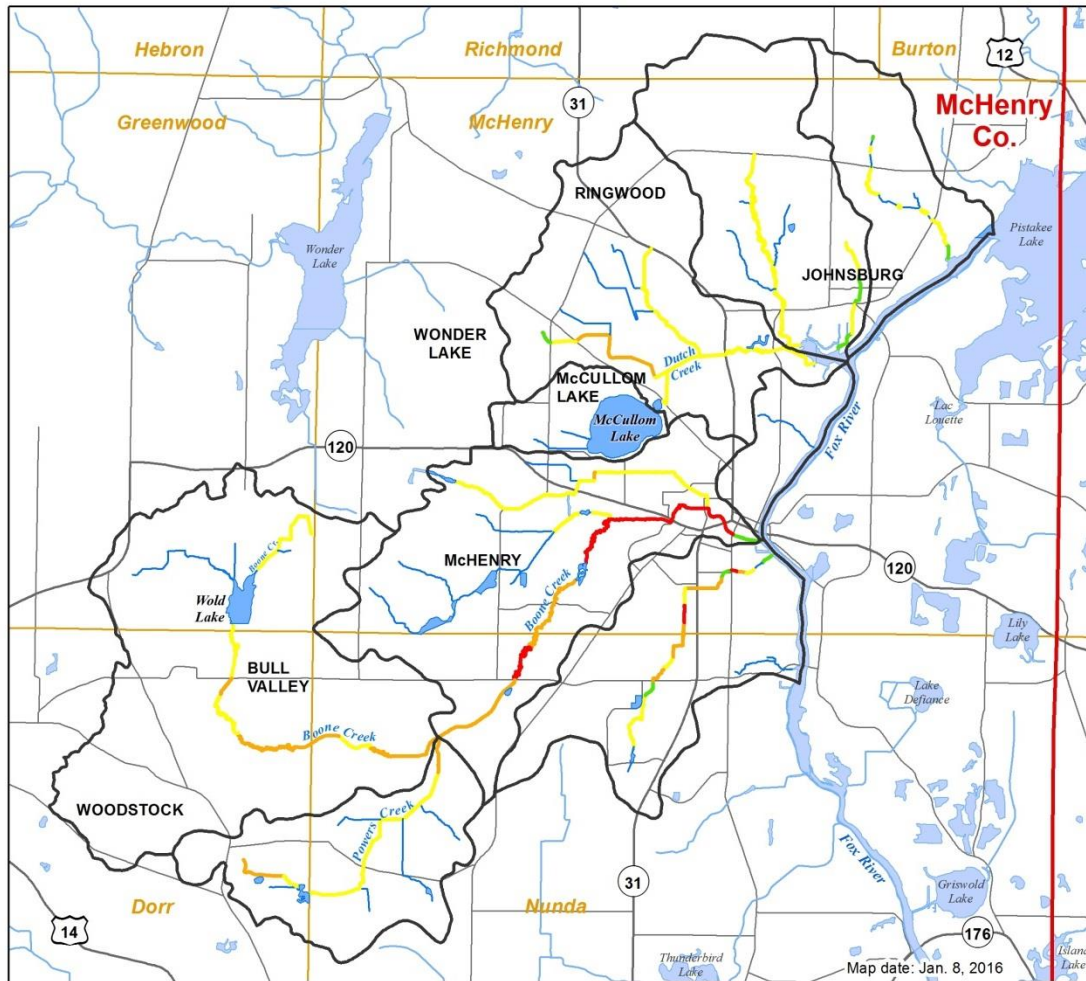 Hebron
Richmond
Burton
12
31
Greenwood
McHenry
McHenry
Co.
RINGWOOD
Wonder
Lake
Pistakee
Lake
JOHNSBURG
WONDER
LAKE
Dutch
Creek
McCULLOM
LAKE
McCullom
Lake
Lac
Louette
Fox River
120
McHENRY
Boone Cr.
Boone Creek
120
Wold
Lake
Lily
Lake
BULL
VALLEY
Lake
Defiance
Boone Creek
WOODSTOCK
Powers Creek
Fox River
31
Griswold
Lake
Dorr
Nunda
14
176
Island
Lake
Thunderbird
Lake
Map date: Jan. 8, 2016